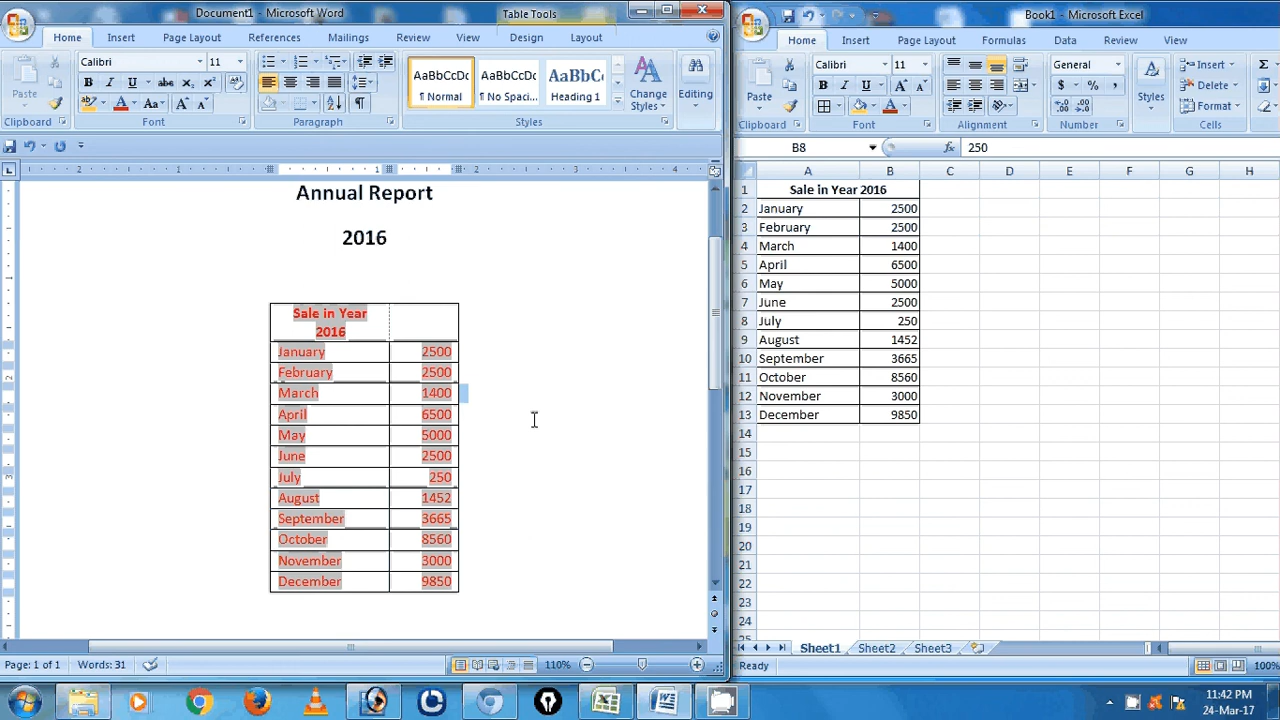 Document1 - Microsoft Word
Table Tools
Home Insert Page Layout References Mailings Review View Design Layout
Paste
Calibri 11
B I U abc x₂ x²
Aa A A
AaBbCcDc AaBbCcDc AaBbCc
¶ Normal ¶ No Spaci... Heading 1
Change Styles
Editing
Clipboard Font Paragraph Styles
Annual Report
2016
Sale in Year
2016
January 2500
February 2500
March 1400
April 6500
May 5000
June 2500
July 250
August 1452
September 3665
October 8560
November 3000
December 9850
Page: 1 of 1 Words: 31 110%
Book1 - Microsoft Excel
Home Insert Page Layout Formulas Data Review View
Paste
Calibri 11 General
B I U A A $ % ,
Styles
Insert
Delete
Format
Clipboard Font Alignment Number Cells
B8 fx 250
A B C D E F G H
1 Sale in Year 2016
2 January 2500
3 February 2500
4 March 1400
5 April 6500
6 May 5000
7 June 2500
8 July 250
9 August 1452
10 September 3665
11 October 8560
12 November 3000
13 December 9850
14
15
16
17
18
19
20
21
22
23
24
25
Sheet1 Sheet2 Sheet3
Ready 100%
11:42 PM
24-Mar-17